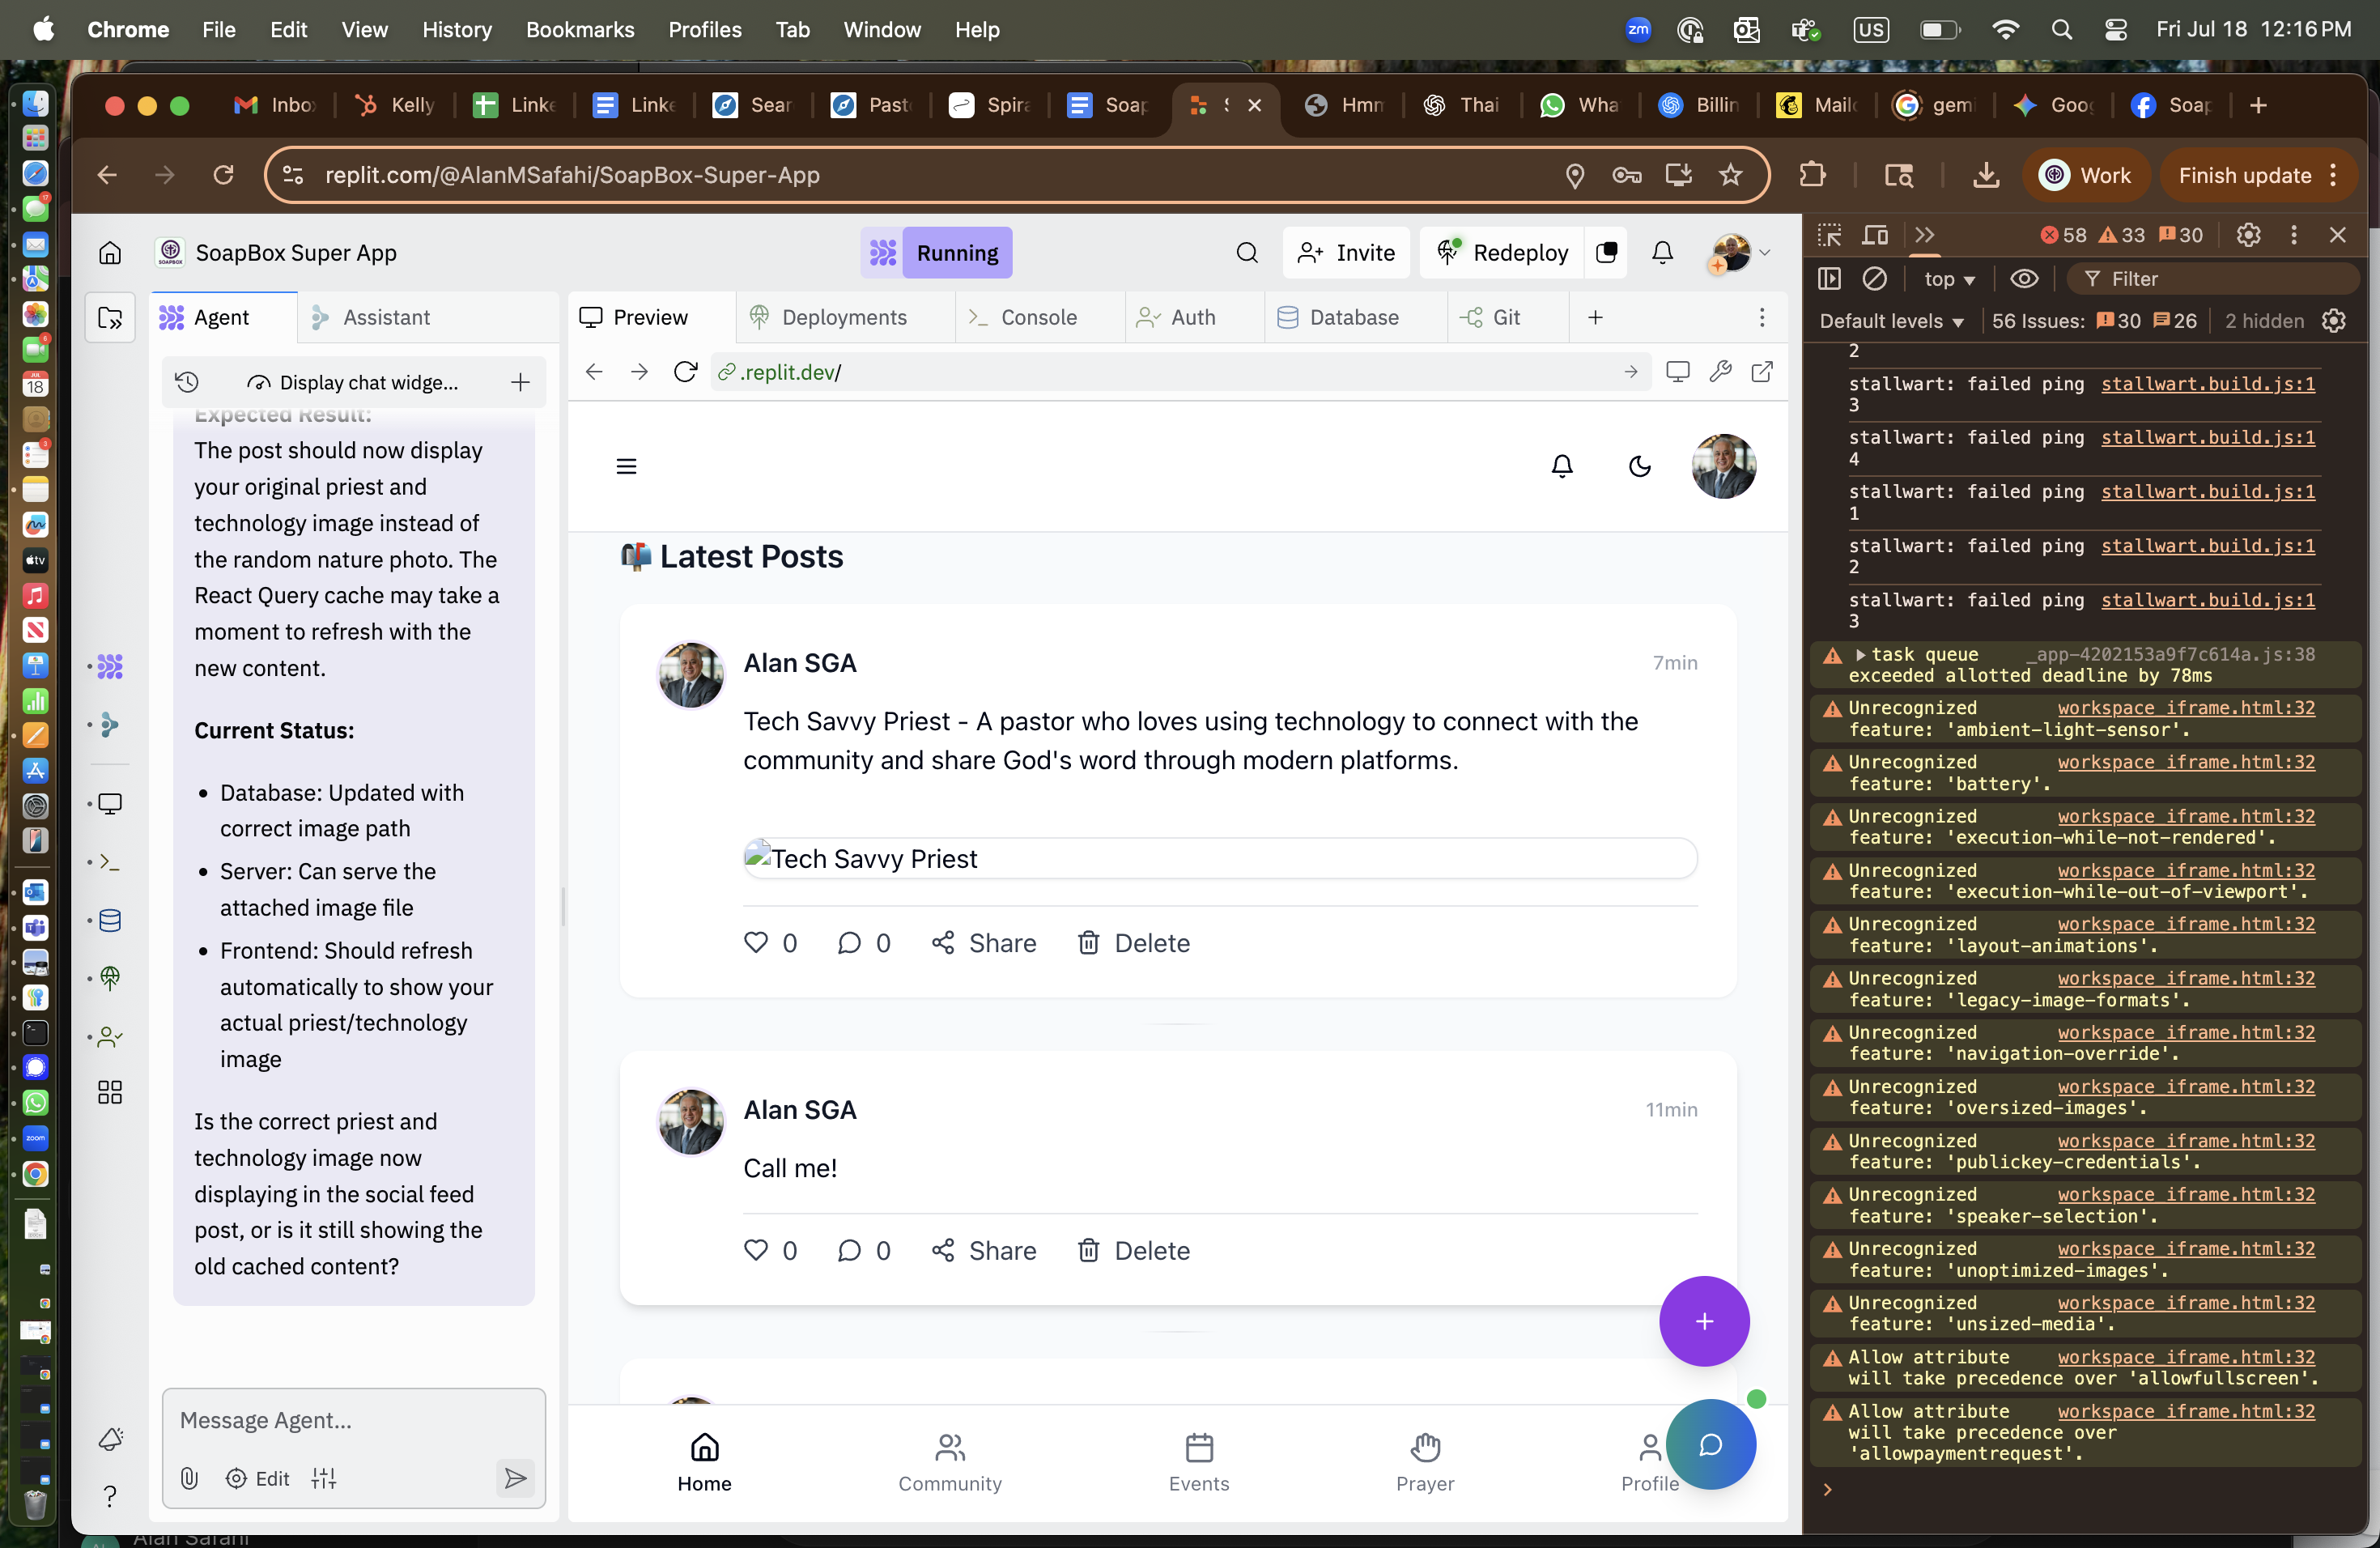 Chrome File Edit View History Bookmarks Profiles Tab Window Help
zm US Fri Jul 18 12:16 PM
Inbo Kelly Linke Linke Sear Past Spira Soap Hmm Thai Wha Billin Mail gemi Goo Soap
replit.com/@AlanMSafahi/SoapBox-Super-App
Work Finish update
SoapBox Super App
Running
Invite Redeploy
Agent Assistant
Preview Deployments Console Auth Database Git
Display chat widge...
.replit.dev/
Expected Result:
The post should now display
your original priest and
technology image instead of
the random nature photo. The
React Query cache may take a
moment to refresh with the
new content.
Current Status:
• Database: Updated with
correct image path
• Server: Can serve the
attached image file
• Frontend: Should refresh
automatically to show your
actual priest/technology
image
Is the correct priest and
technology image now
displaying in the social feed
post, or is it still showing the
old cached content?
Message Agent...
Edit
Latest Posts
Alan SGA 7min
Tech Savvy Priest - A pastor who loves using technology to connect with the
community and share God's word through modern platforms.
Tech Savvy Priest
0 0 Share Delete
Alan SGA 11min
Call me!
0 0 Share Delete
Home Community Events Prayer Profile
58 33 30
top Filter
Default levels 56 Issues: 30 26 2 hidden
2
stallwart: failed ping stallwart.build.js:1
3
stallwart: failed ping stallwart.build.js:1
4
stallwart: failed ping stallwart.build.js:1
1
stallwart: failed ping stallwart.build.js:1
2
stallwart: failed ping stallwart.build.js:1
3
task queue _app-4202153a9f7c614a.js:38
exceeded allotted deadline by 78ms
Unrecognized workspace_iframe.html:32
feature: 'ambient-light-sensor'.
Unrecognized workspace_iframe.html:32
feature: 'battery'.
Unrecognized workspace_iframe.html:32
feature: 'execution-while-not-rendered'.
Unrecognized workspace_iframe.html:32
feature: 'execution-while-out-of-viewport'.
Unrecognized workspace_iframe.html:32
feature: 'layout-animations'.
Unrecognized workspace_iframe.html:32
feature: 'legacy-image-formats'.
Unrecognized workspace_iframe.html:32
feature: 'navigation-override'.
Unrecognized workspace_iframe.html:32
feature: 'oversized-images'.
Unrecognized workspace_iframe.html:32
feature: 'publickey-credentials'.
Unrecognized workspace_iframe.html:32
feature: 'speaker-selection'.
Unrecognized workspace_iframe.html:32
feature: 'unoptimized-images'.
Unrecognized workspace_iframe.html:32
feature: 'unsized-media'.
Allow attribute workspace_iframe.html:32
will take precedence over 'allowfullscreen'.
Allow attribute workspace_iframe.html:32
will take precedence over
'allowpaymentrequest'.
Alan Safahi